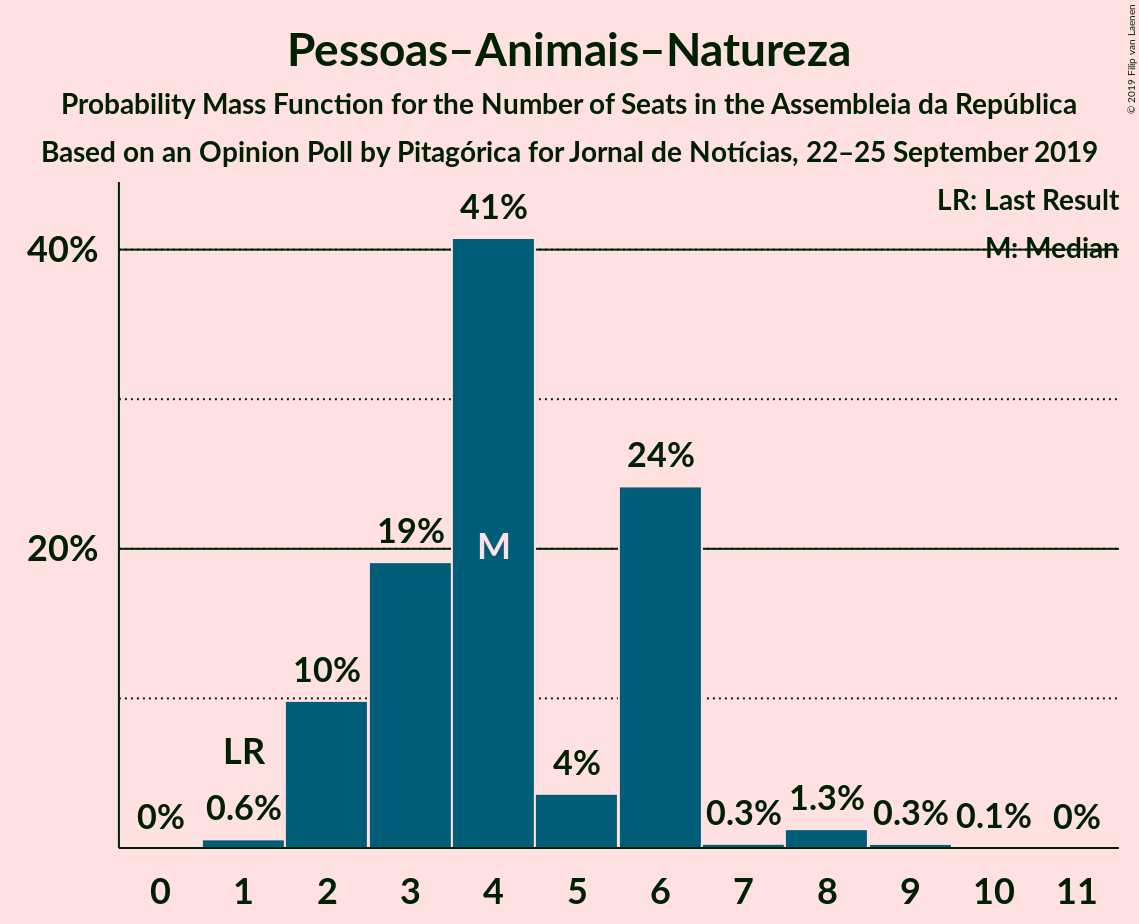 Pessoas–Animais–Natureza
Probability Mass Function for the Number of Seats in the Assembleia da República
Based on an Opinion Poll by Pitagórica for Jornal de Notícias, 22–25 September 2019
© 2019 Filip van Laenen
LR: Last Result
M: Median
40%
20%
0%
LR
0.6%
10%
19%
41%
M
4%
24%
0.3%
1.3%
0.3%
0.1%
0%
0 1 2 3 4 5 6 7 8 9 10 11